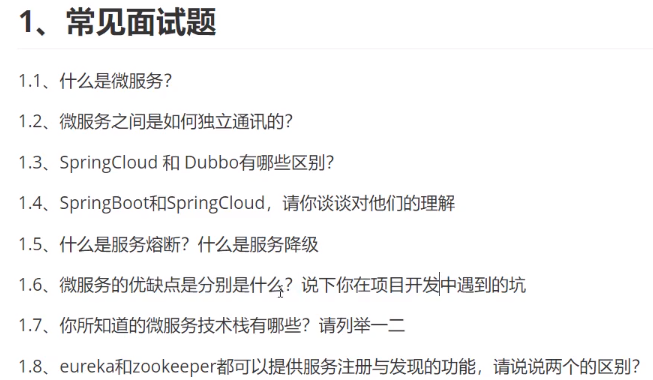 1、常见面试题
1.1、什么是微服务？
1.2、微服务之间是如何独立通讯的？
1.3、SpringCloud 和 Dubbo有哪些区别？
1.4、SpringBoot和SpringCloud，请你谈谈对他们的理解
1.5、什么是服务熔断？什么是服务降级
1.6、微服务的优缺点是分别是什么？说下你在项目开发中遇到的坑
1.7、你所知道的微服务技术栈有哪些？请列举一二
1.8、eureka和zookeeper都可以提供服务注册与发现的功能，请说说两个的区别？